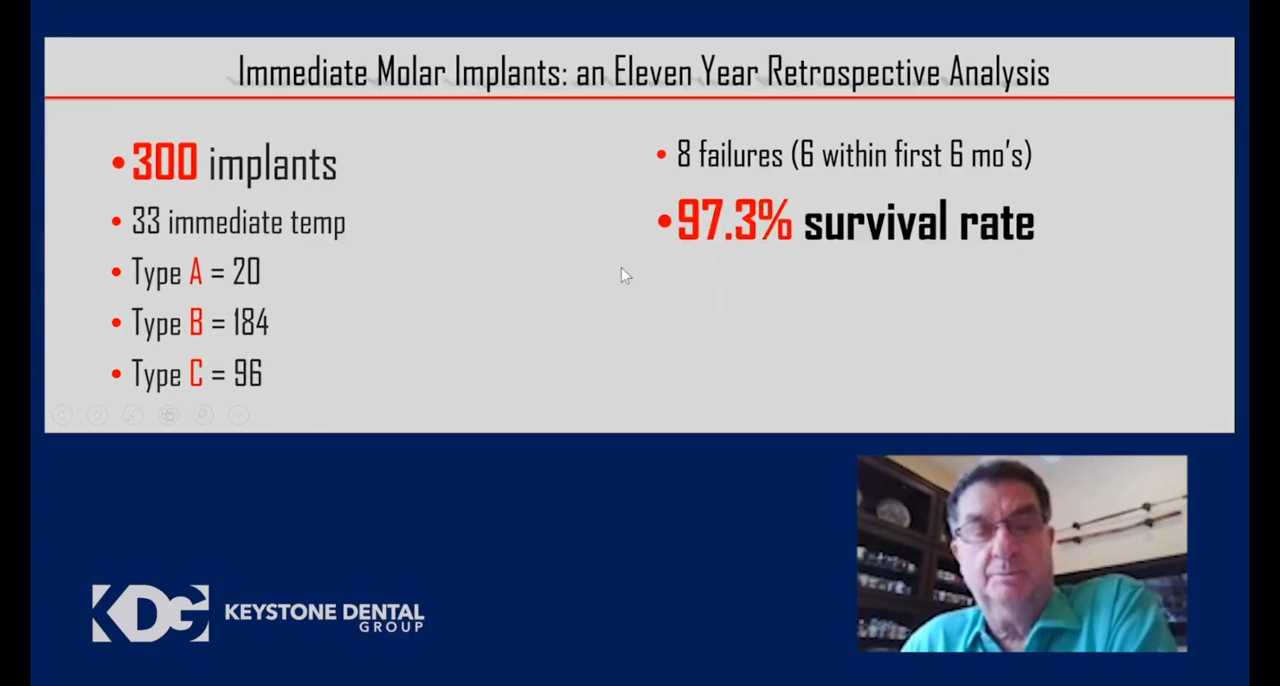 Immediate Molar Implants: an Eleven Year Retrospective Analysis
•300 implants
• 33 immediate temp
• Type A = 20
• Type B = 184
• Type C = 96
• 8 failures (6 within first 6 mo's)
•97.3% survival rate
KDG KEYSTONE DENTAL
GROUP